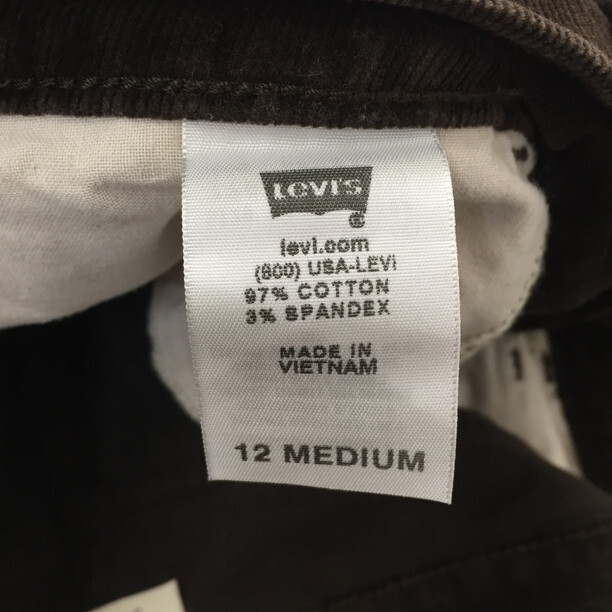 LEVI'S
levi.com
(800) USA-LEVI
97% COTTON
3% SPANDEX
MADE IN
VIETNAM
12 MEDIUM